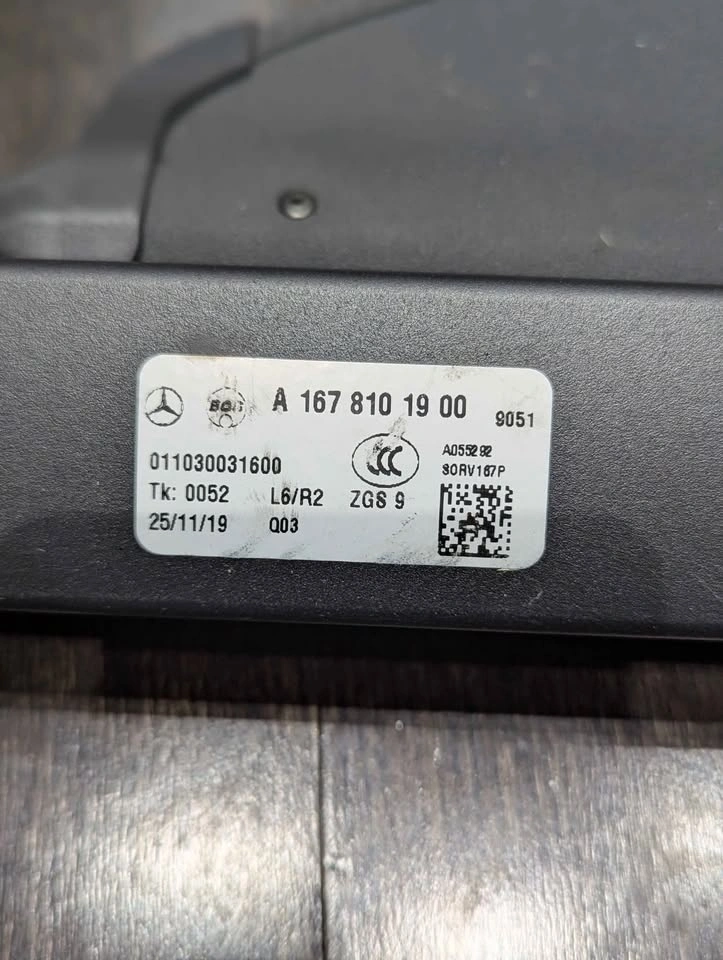 A 167 810 19 00 9051
011030031600
A055292
SORV167P
Tk: 0052 L6/R2 ZGS 9
25/11/19 Q03